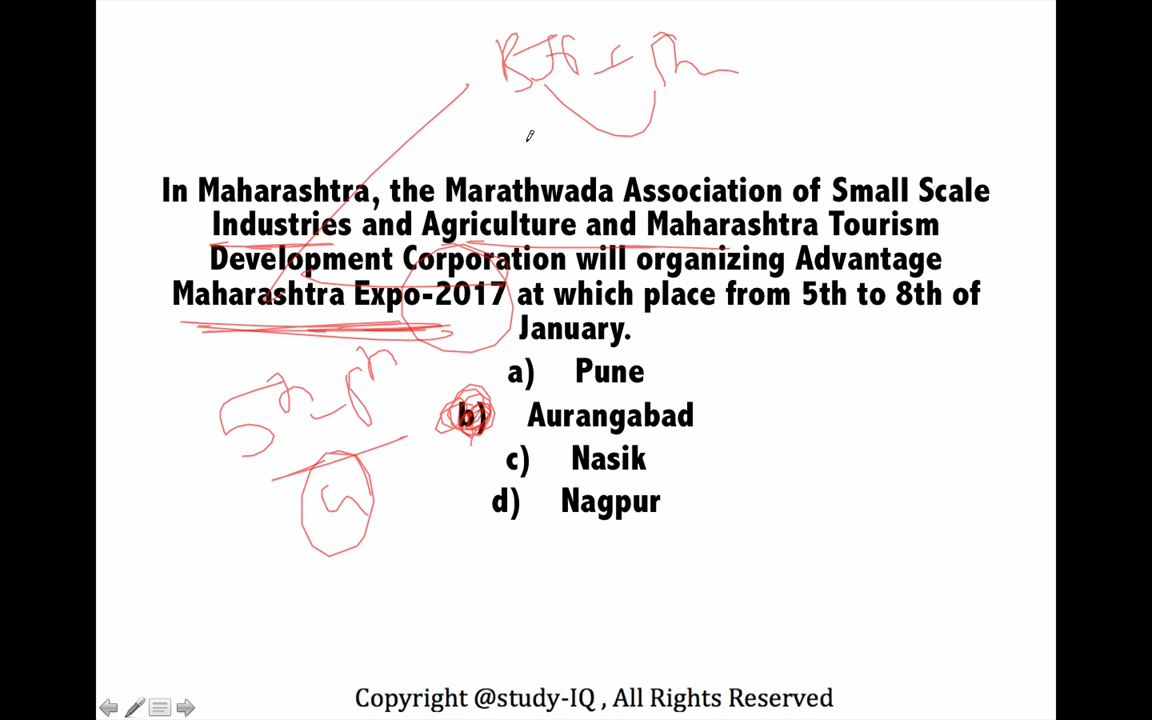 In Maharashtra, the Marathwada Association of Small Scale
Industries and Agriculture and Maharashtra Tourism
Development Corporation will organizing Advantage
Maharashtra Expo-2017 at which place from 5th to 8th of
January.
a) Pune
b) Aurangabad
5th - 8th
c) Nasik
d) Nagpur
Copyright @study-IQ , All Rights Reserved